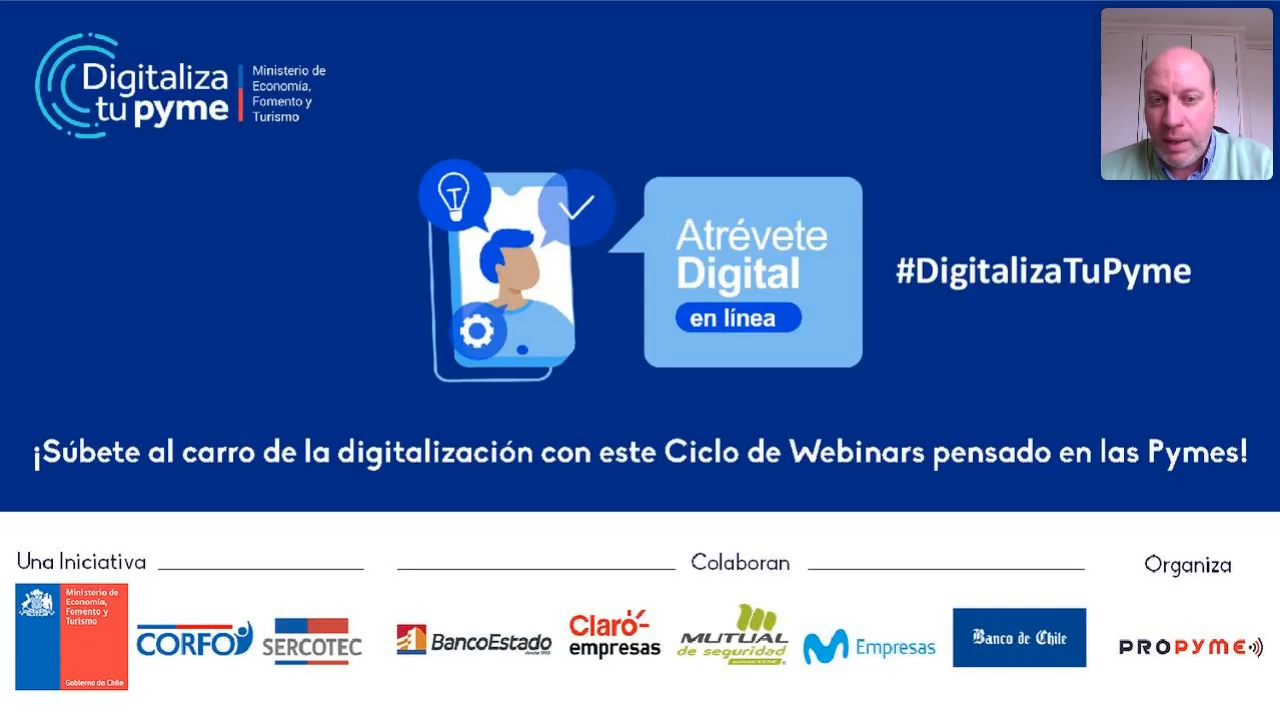 Digitaliza
tu pyme
Ministerio de
Economía,
Fomento y
Turismo
Atrévete
Digital
en línea
#DigitalizaTuPyme
¡Súbete al carro de la digitalización con este Ciclo de Webinars pensado en las Pymes!
Una Iniciativa
Colaboran
Organiza
Ministerio de
Economía,
Fomento y
Turismo
Gobierno de Chile
CORFO
SERCOTEC
BancoEstado
Claro-
empresas
MUTUAL
de seguridad
Empresas
Banco de Chile
PROPYME